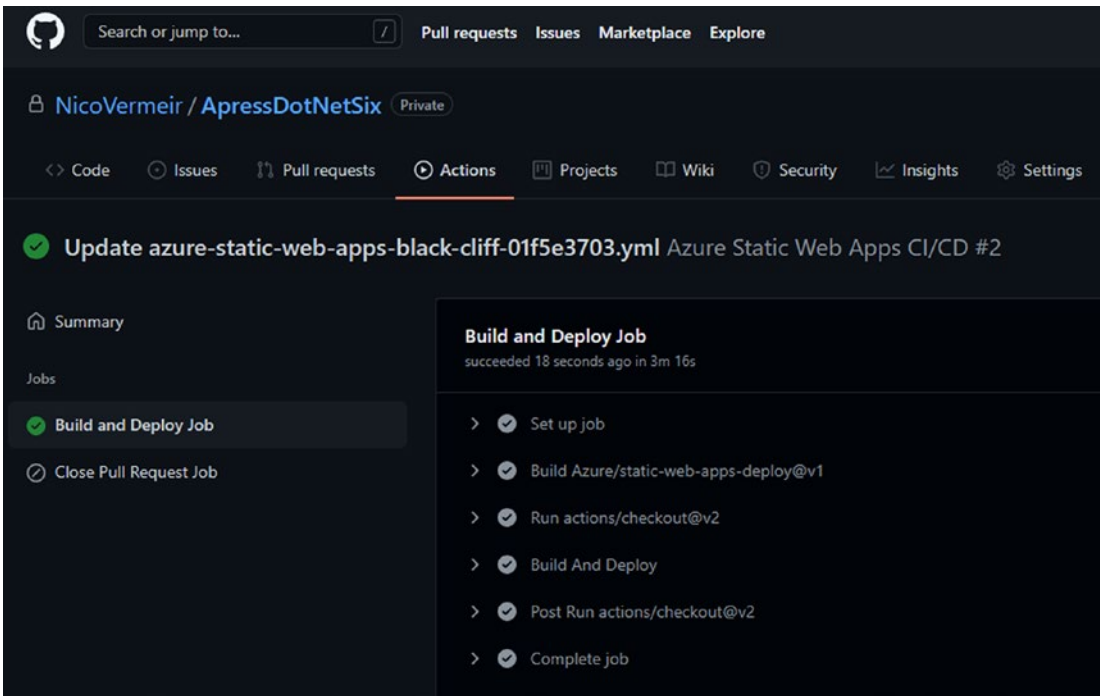 Search or jump to... /
Pull requests Issues Marketplace Explore
NicoVermeir / ApressDotNetSix Private
<> Code Issues Pull requests Actions Projects Wiki Security Insights Settings
Update azure-static-web-apps-black-cliff-01f5e3703.yml Azure Static Web Apps CI/CD #2
Summary
Jobs
Build and Deploy Job
Close Pull Request Job
Build and Deploy Job
succeeded 18 seconds ago in 3m 16s
Set up job
Build Azure/static-web-apps-deploy@v1
Run actions/checkout@v2
Build And Deploy
Post Run actions/checkout@v2
Complete job